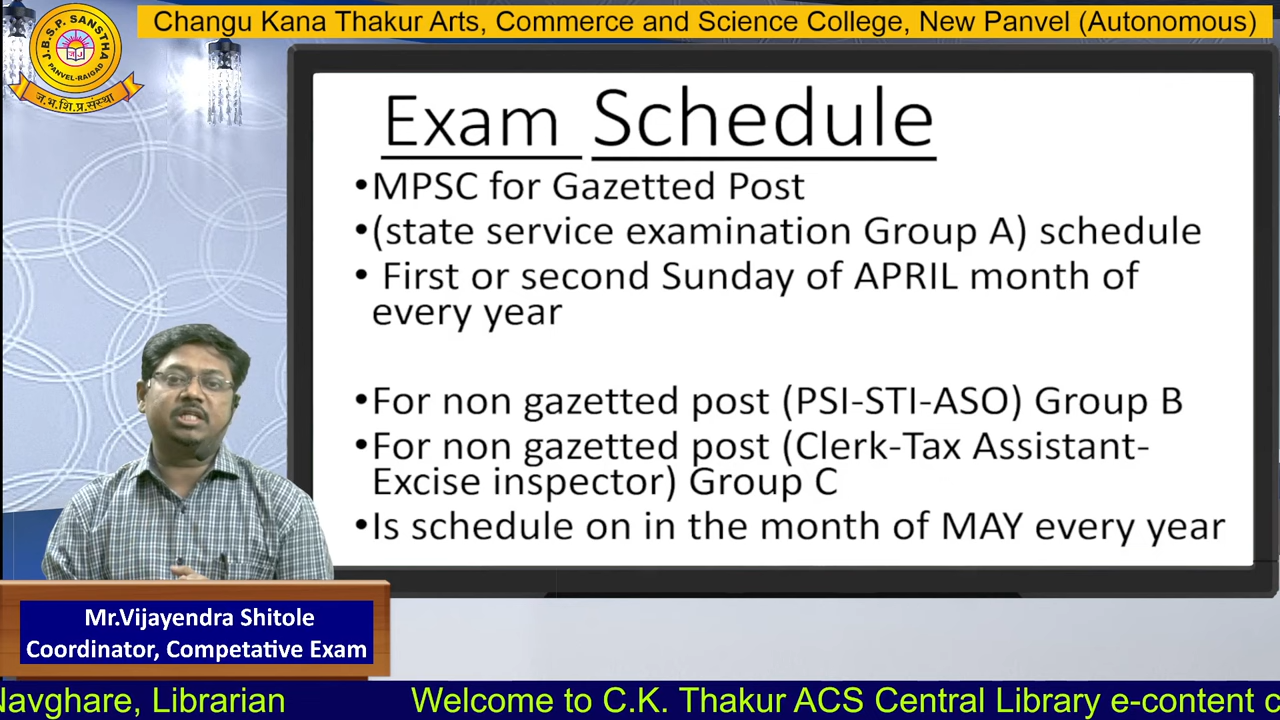 Changu Kana Thakur Arts, Commerce and Science College, New Panvel (Autonomous)
J.B.S.P. SANSTHA
PANVEL-RAIGAD
ज.भ.शि.प्र.संस्था
Exam Schedule
•MPSC for Gazetted Post
•(state service examination Group A) schedule
• First or second Sunday of APRIL month of
every year
•For non gazetted post (PSI-STI-ASO) Group B
•For non gazetted post (Clerk-Tax Assistant-
Excise inspector) Group C
•Is schedule on in the month of MAY every year
Mr.Vijayendra Shitole
Coordinator, Competative Exam
Navghare, Librarian Welcome to C.K. Thakur ACS Central Library e-content